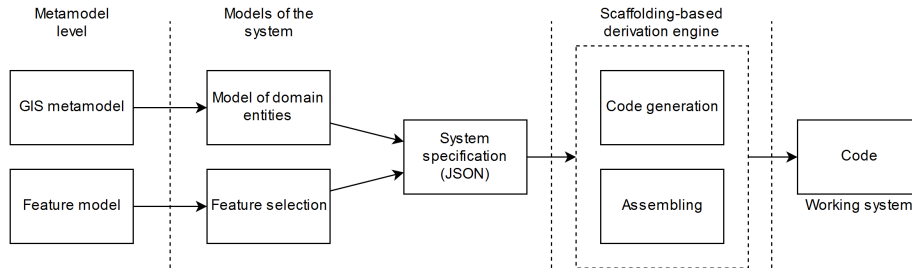 Metamodel
level
Models of the
system
Scaffolding-based
derivation engine
GIS metamodel
Model of domain
entities
Code generation
System
specification
(JSON)
Code
Feature model
Feature selection
Assembling
Working system